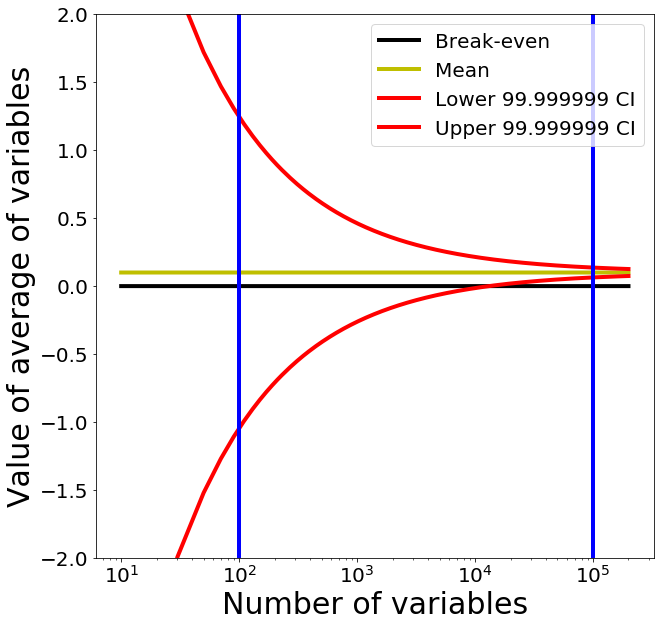 Value of average of variables
2.0
1.5
1.0
0.5
0.0
−0.5
−1.0
−1.5
−2.0
Break-even
Mean
Lower 99.999999 CI
Upper 99.999999 CI
10¹ 10² 10³ 10⁴ 10⁵
Number of variables